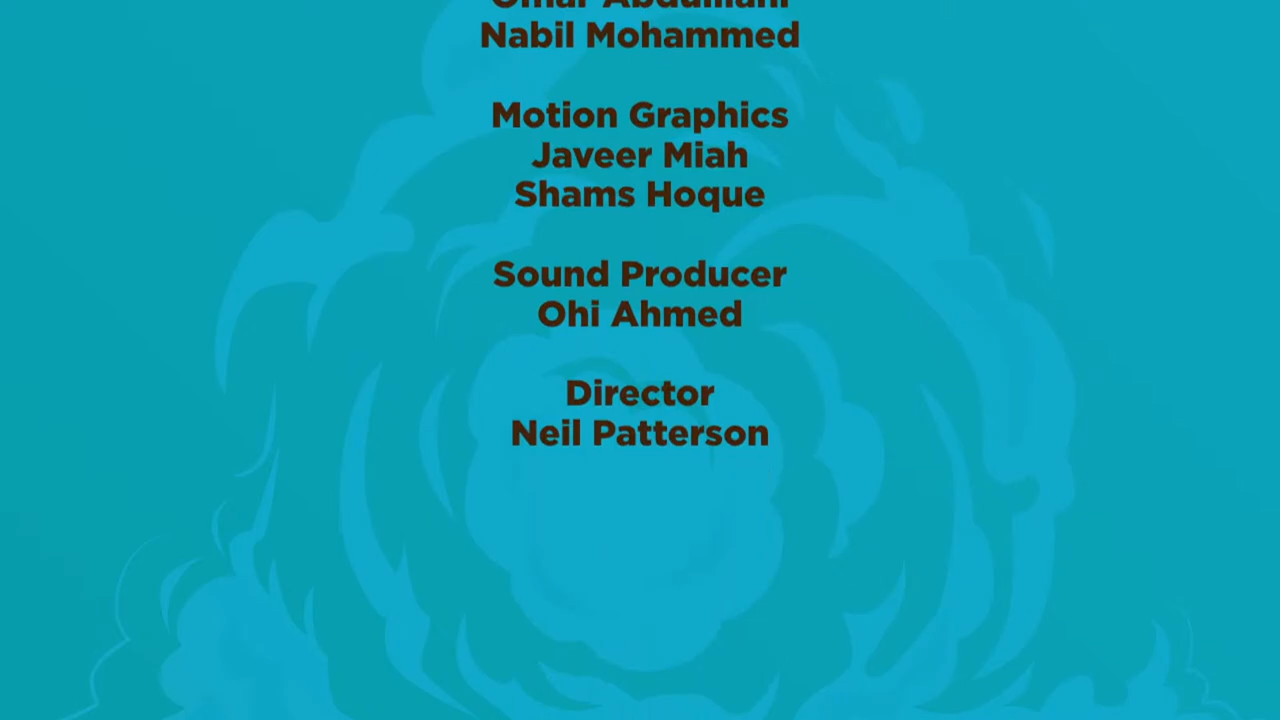 Nabil Mohammed
Motion Graphics
Javeer Miah
Shams Hoque
Sound Producer
Ohi Ahmed
Director
Neil Patterson